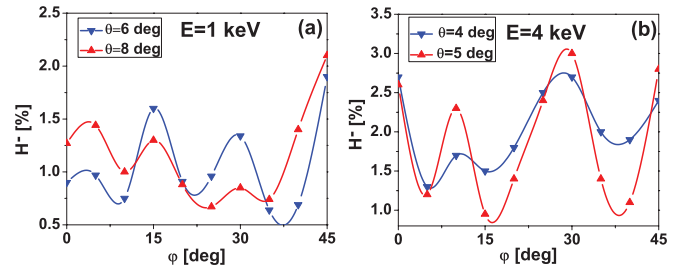 θ=6 deg
θ=8 deg
E=1 keV
(a)
H⁻ [%]
2.5
2.0
1.5
1.0
0.5
0
15
30
45
φ [deg]
θ=4 deg
θ=5 deg
E=4 keV
(b)
H⁻ [%]
4.0
3.5
3.0
2.5
2.0
1.5
1.0
0
15
30
45
φ [deg]